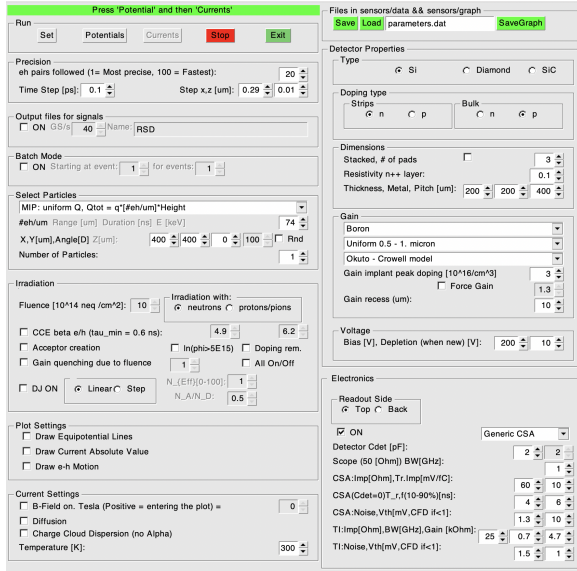 Press 'Potential' and then 'Currents'
Run
Set Potentials Currents Stop Exit
Precision
eh pairs followed (1= Most precise, 100 = Fastest): 20
Time Step [ps]: 0.1 Step x,z [um]: 0.29 0.01
Output files for signals
ON GS/s 40 Name: RSD
Batch Mode
ON Starting at event: 1 for events: 1
Select Particles
MIP: uniform Q, Qtot = q*[#eh/um]*Height
#eh/um Range [um] Duration [ns] E [keV] 74
X,Y[um],Angle[D] Z[um]: 400 400 0 100 Rnd
Number of Particles: 1
Irradiation
Fluence [10^14 neq /cm^2]: 10
Irradiation with:
neutrons protons/pions
CCE beta e/h (tau_min = 0.6 ns): 4.9 6.2
Acceptor creation In(phi>5E15) Doping rem.
Gain quenching due to fluence 1 All On/Off
DJ ON Linear Step
N_{Eff}[0-100]: 1
N_A/N_D: 0.5
Plot Settings
Draw Equipotential Lines
Draw Current Absolute Value
Draw e-h Motion
Current Settings
B-Field on. Tesla (Positive = entering the plot) = 0
Diffusion
Charge Cloud Dispersion (no Alpha)
Temperature [K]: 300
Files in sensors/data && sensors/graph
Save Load parameters.dat SaveGraph
Detector Properties
Type
Si Diamond SiC
Doping type
Strips Bulk
n p n p
Dimensions
Stacked, # of pads 3
Resistivity n++ layer: 0.1
Thickness, Metal, Pitch [um]: 200 200 400
Gain
Boron
Uniform 0.5 - 1. micron
Okuto - Crowell model
Gain implant peak doping [10^16/cm^3] 3
Force Gain 1.3
Gain recess (um): 10
Voltage
Bias [V], Depletion (when new) [V]: 200 10
Electronics
Readout Side
Top Back
ON Generic CSA
Detector Cdet [pF]: 2 2
Scope (50 [Ohm]) BW[GHz]: 1
CSA:Imp[Ohm],Tr.Imp[mV/fC]: 60 10
CSA(Cdet=0)T_r,f(10-90%)[ns]: 4 6
CSA:Noise,Vth[mV,CFD if<1]: 1.3 10
TI:Imp[Ohm],BW[GHz],Gain [kOhm]: 25 0.7 4.7
TI:Noise,Vth[mV,CFD if<1]: 1.5 1